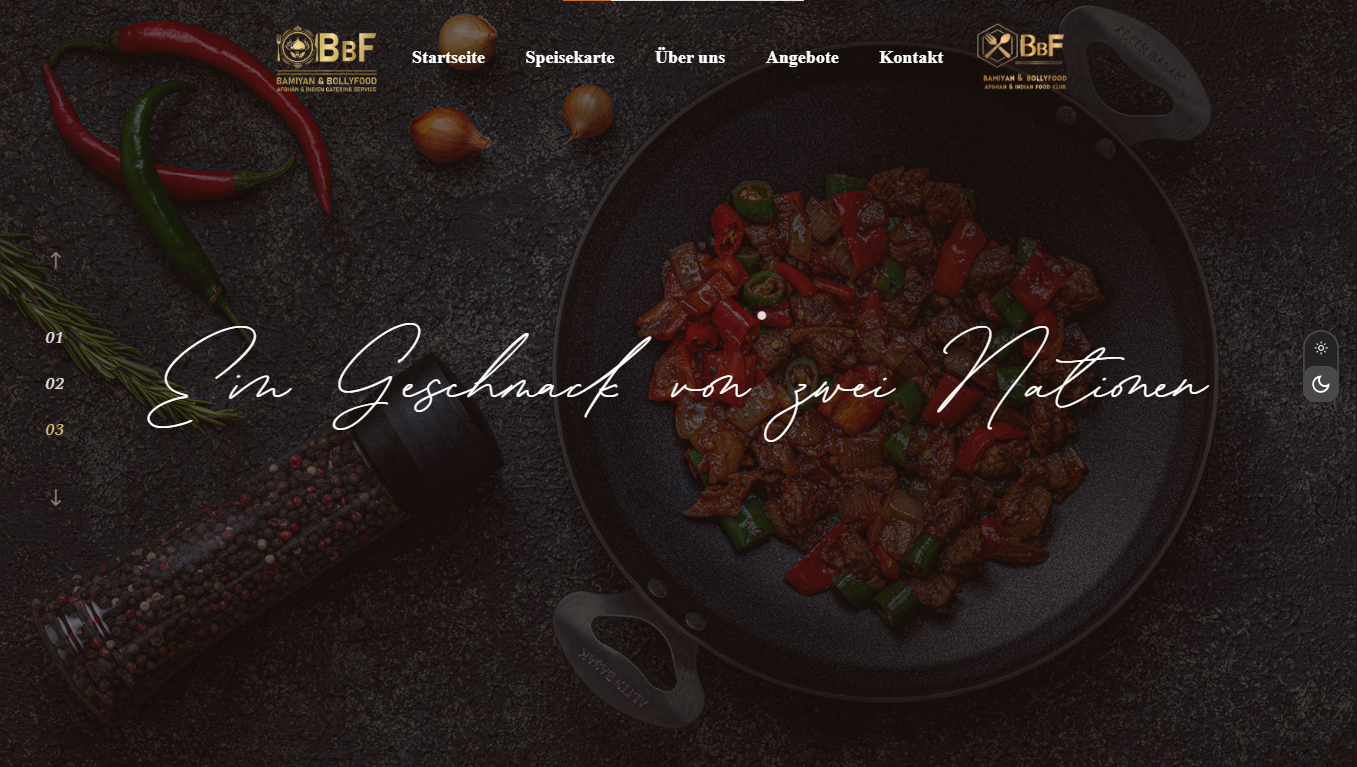 BBF
BAMIYAN & BOLLYFOOD
AFGHAN & INDIEN CATERING SERVICE
Startseite
Speisekarte
Über uns
Angebote
Kontakt
BBF
BAMIYAN & BOLLYFOOD
AFGHAN & INDIAN FOOD CLUB
01
02
03
Ein Geschmack von zwei Nationen